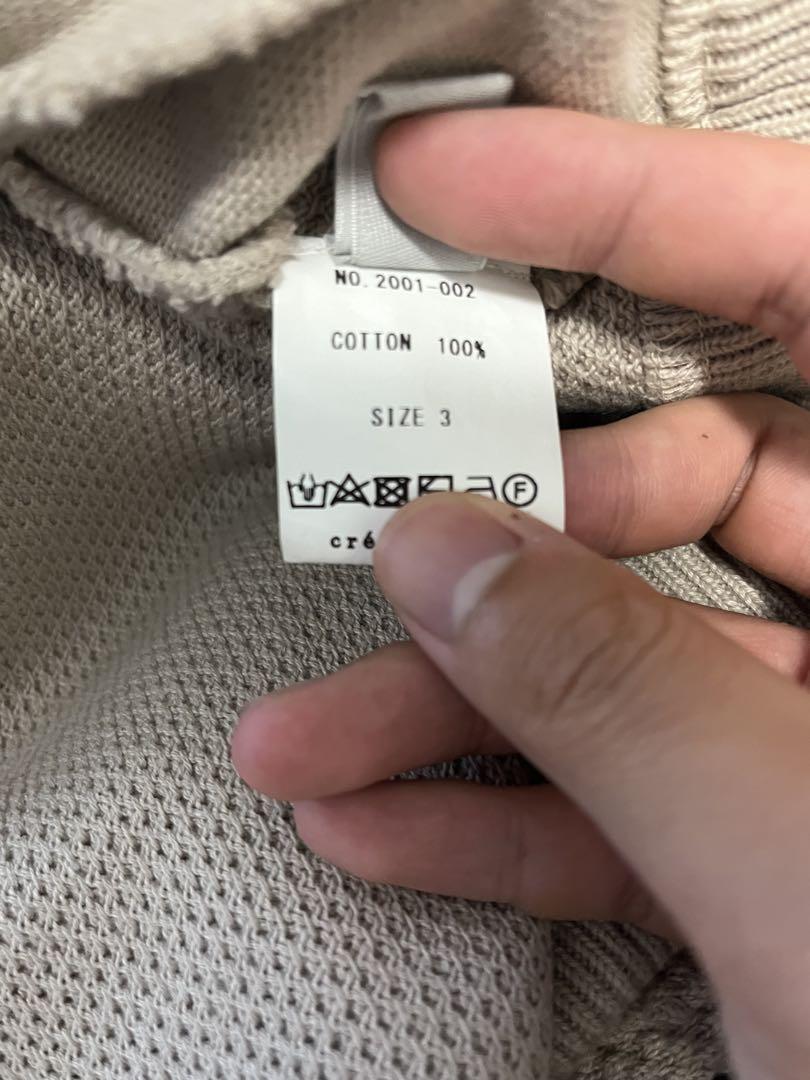 NO. 2001-002
COTTON 100%
SIZE 3
F